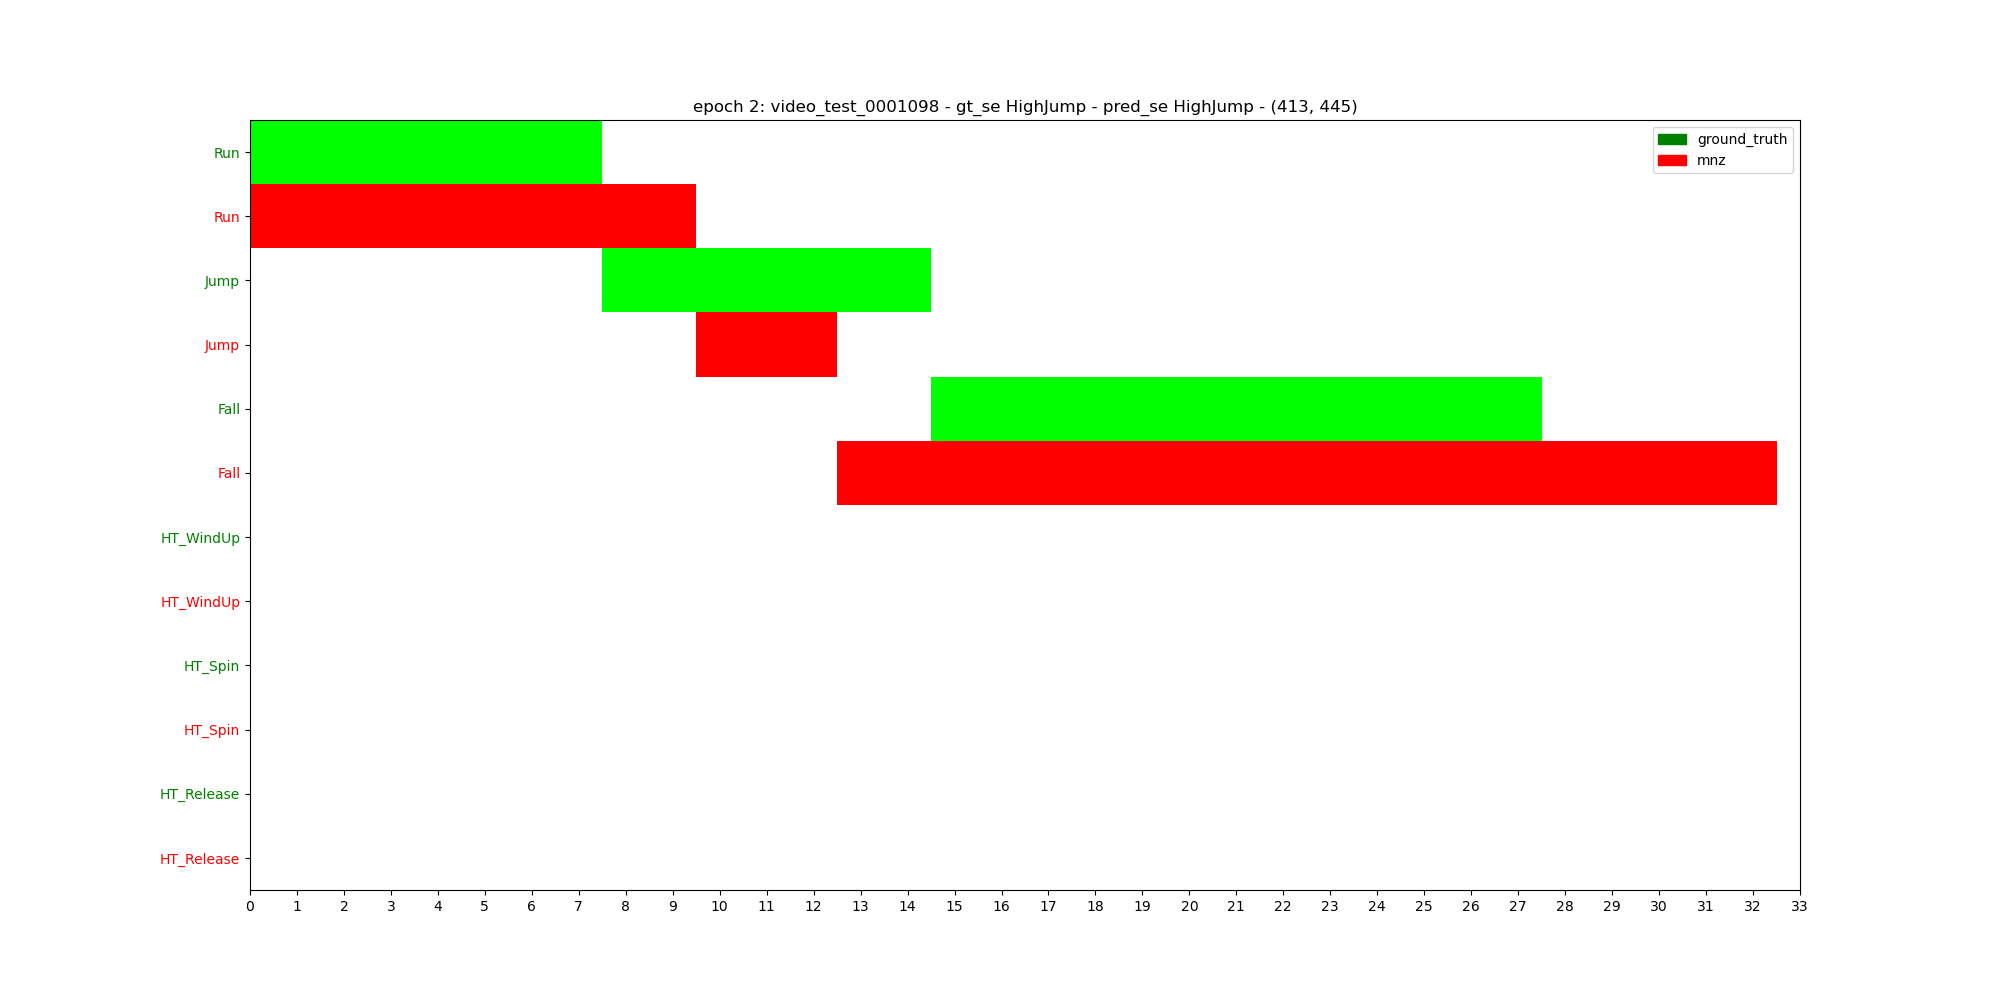 epoch 2: video_test_0001098 - gt_se HighJump - pred_se HighJump - (413, 445)
ground_truth
mnz
Run
Run
Jump
Jump
Fall
Fall
HT_WindUp
HT_WindUp
HT_Spin
HT_Spin
HT_Release
HT_Release
0 1 2 3 4 5 6 7 8 9 10 11 12 13 14 15 16 17 18 19 20 21 22 23 24 25 26 27 28 29 30 31 32 33